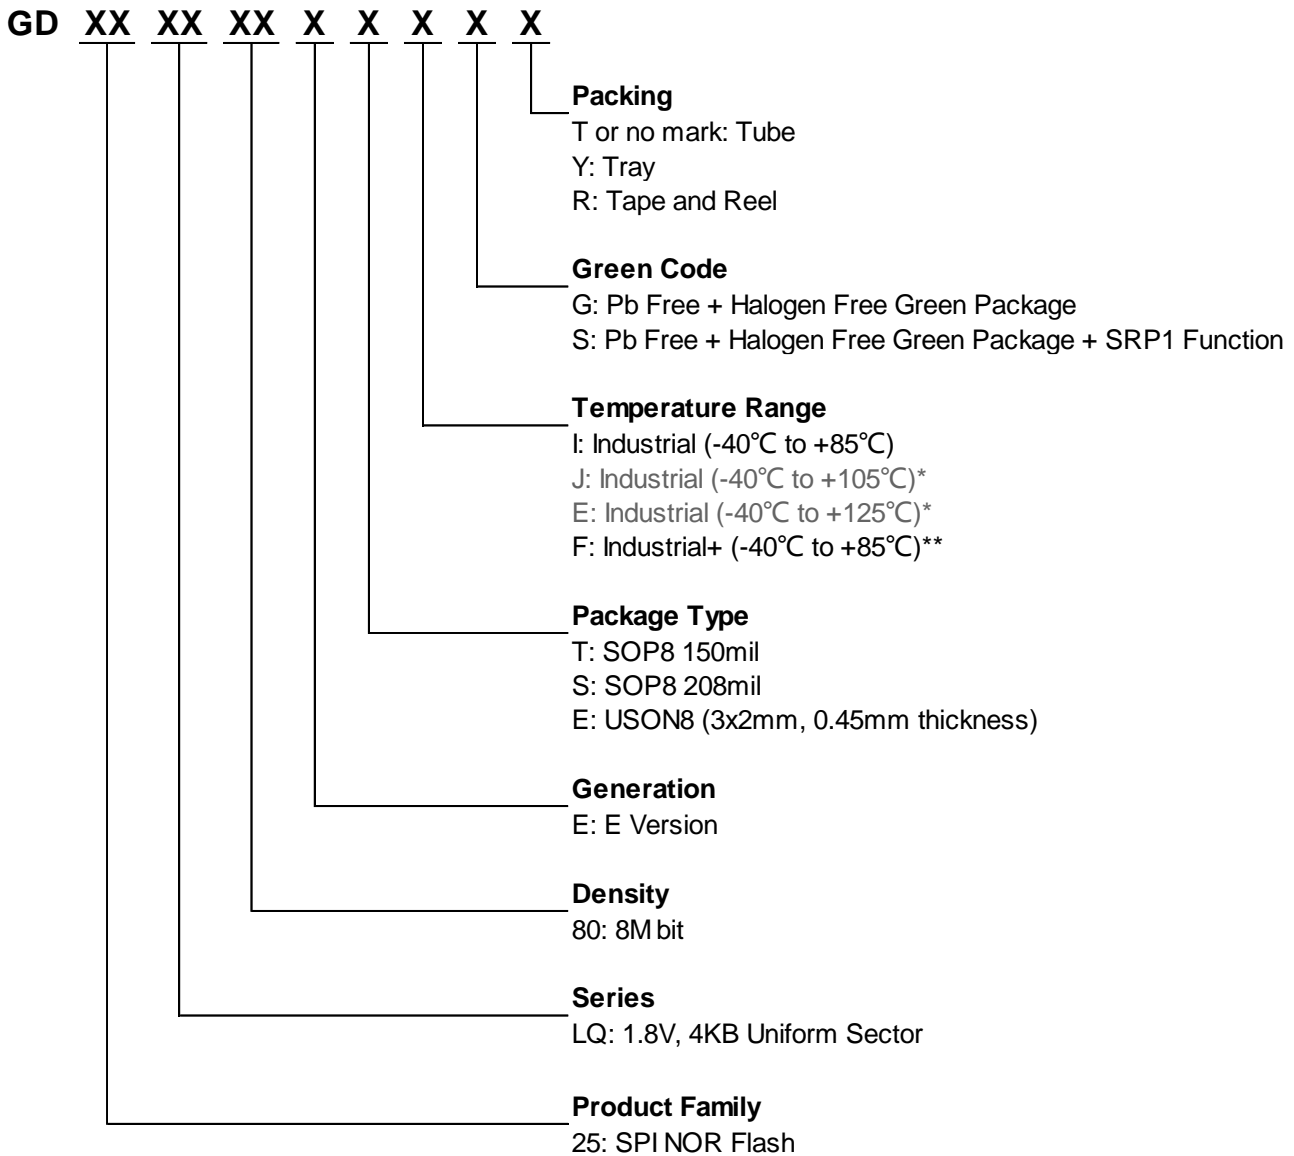 GD XX XX XX X X X X X
Packing
T or no mark: Tube
Y: Tray
R: Tape and Reel
Green Code
G: Pb Free + Halogen Free Green Package
S: Pb Free + Halogen Free Green Package + SRP1 Function
Temperature Range
I: Industrial (-40℃ to +85℃)
J: Industrial (-40℃ to +105℃)*
E: Industrial (-40℃ to +125℃)*
F: Industrial+ (-40℃ to +85℃)**
Package Type
T: SOP8 150mil
S: SOP8 208mil
E: USON8 (3x2mm, 0.45mm thickness)
Generation
E: E Version
Density
80: 8M bit
Series
LQ: 1.8V, 4KB Uniform Sector
Product Family
25: SPI NOR Flash